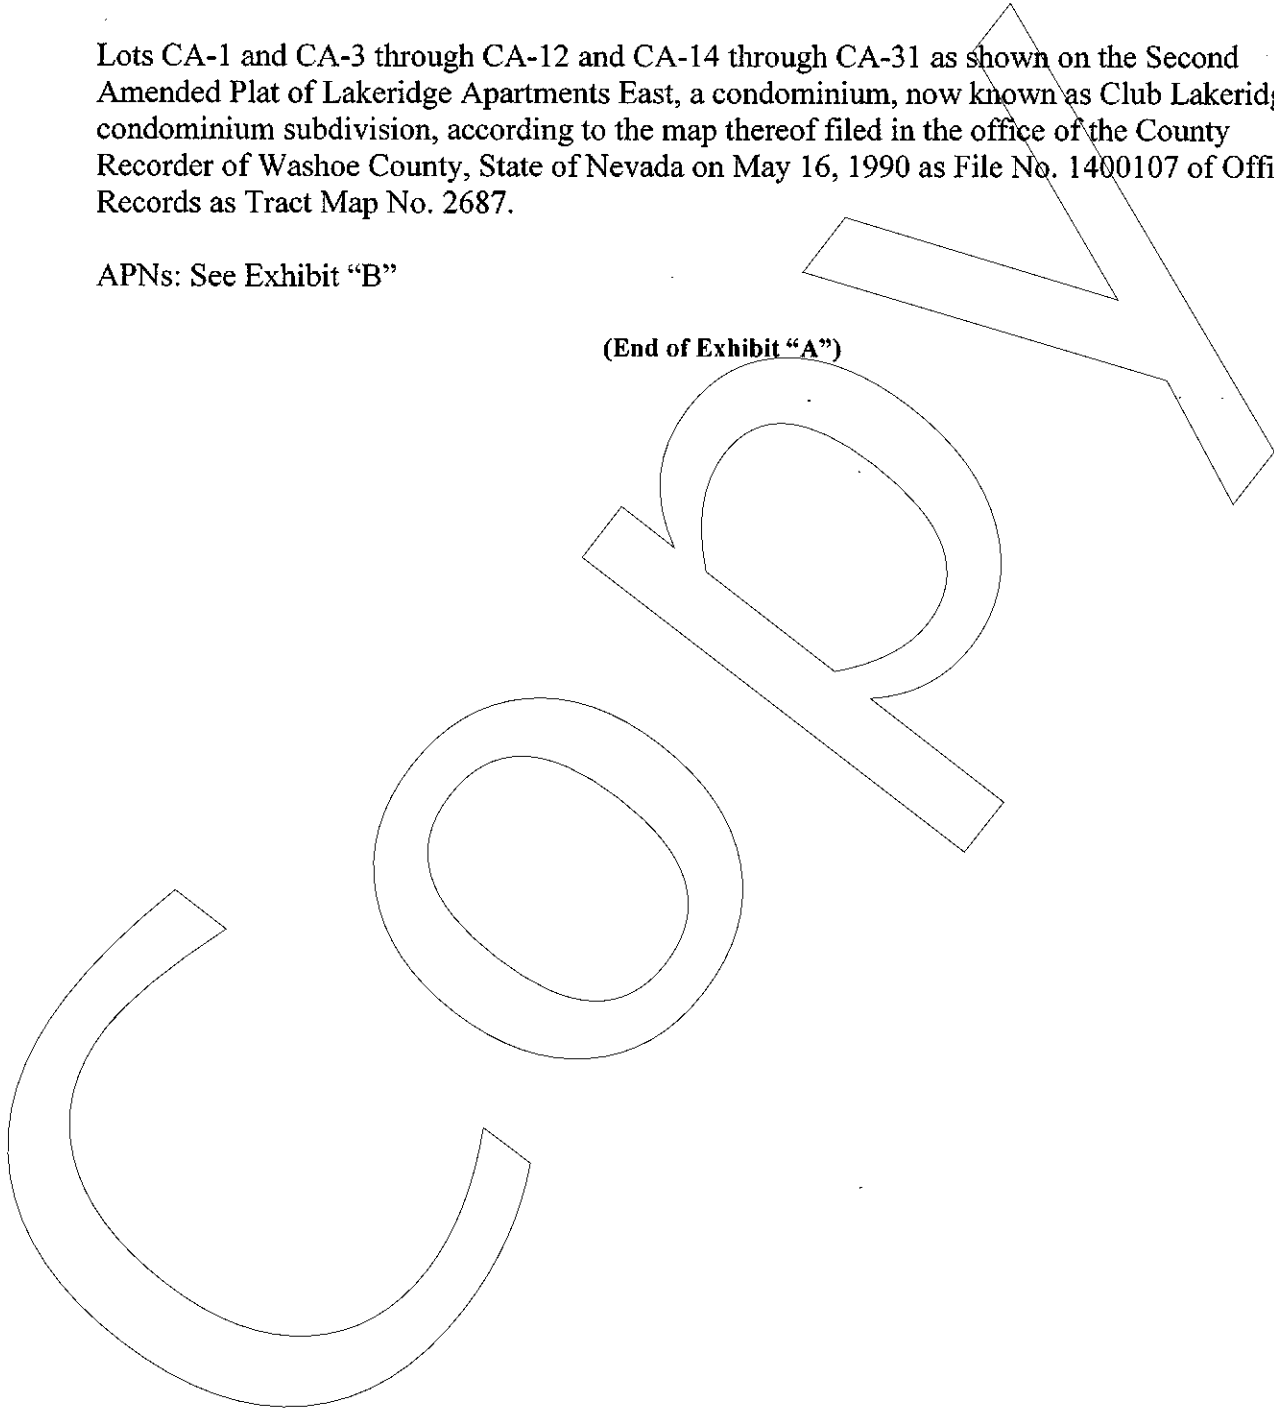 Lots CA-1 and CA-3 through CA-12 and CA-14 through CA-31 as shown on the Second
Amended Plat of Lakeridge Apartments East, a condominium, now known as Club
condominium subdivision, according to the map thereof filed in the office of the County
Recorder of Washoe County, State of Nevada on May 16, 1990 as File No. 1400107 of
Records as Tract Map No. 2687.
APNs: See Exhibit “B”
(End of Exhibit “A”)
Copy